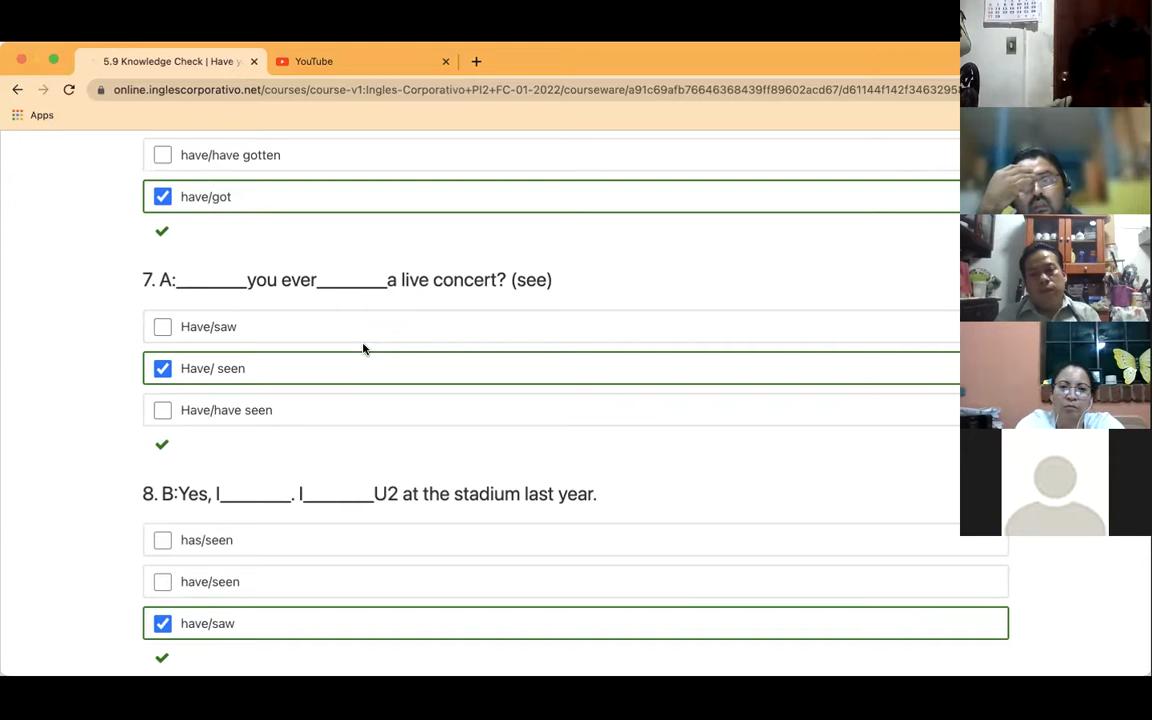 5.9 Knowledge Check | Have y
YouTube
online.inglescorporativo.net/courses/course-v1:Ingles-Corporativo+PI2+FC-01-2022/courseware/a91c69afb76646368439ff89602acd67/d61144f142f3463295
Apps
have/have gotten
have/got
7. A:________you ever________a live concert? (see)
Have/saw
Have/ seen
Have/have seen
8. B:Yes, I________. I________U2 at the stadium last year.
has/seen
have/seen
have/saw